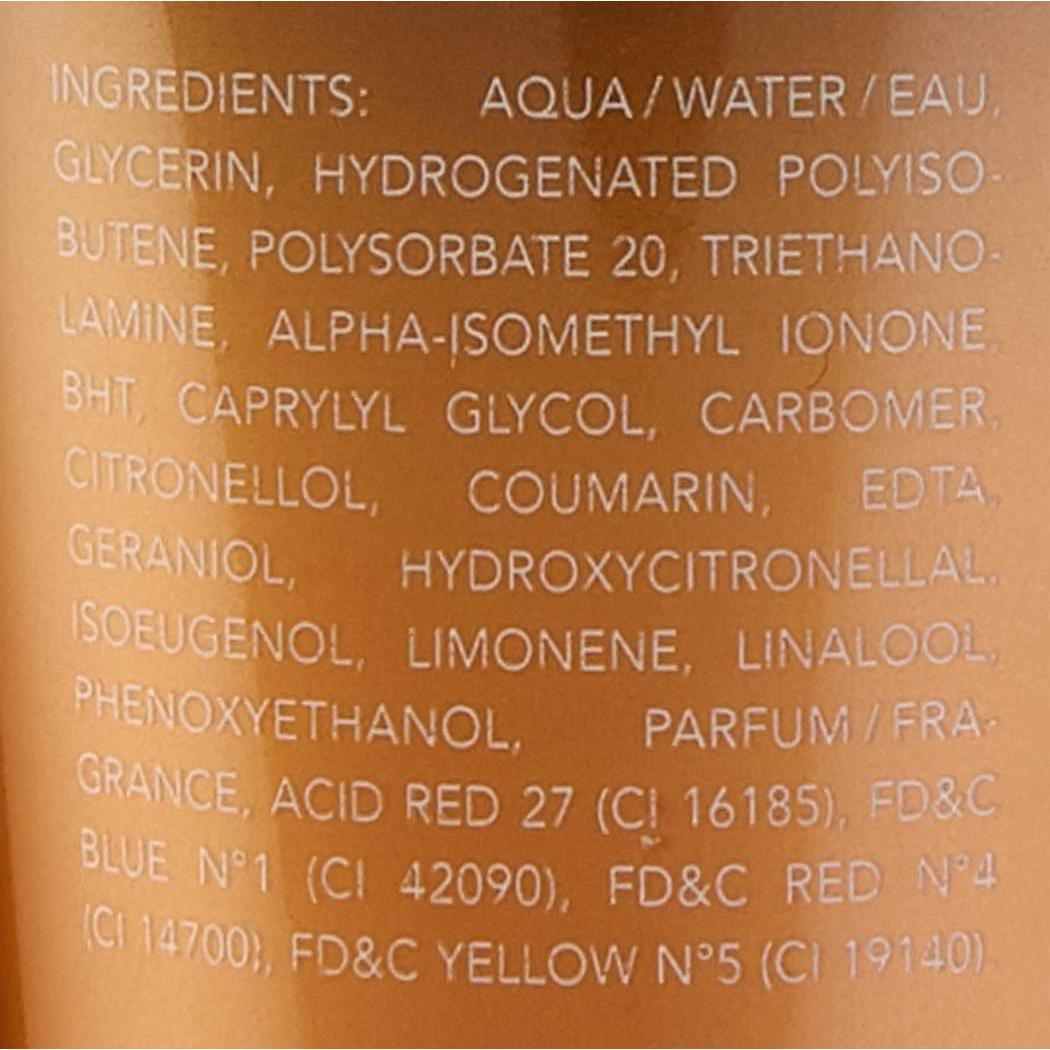 INGREDIENTS: AQUA/WATER/EAU,
GLYCERIN, HYDROGENATED POLYISO-
BUTENE, POLYSORBATE 20, TRIETHANO-
LAMINE, ALPHA-ISOMETHYL IONONE,
BHT, CAPRYLYL GLYCOL, CARBOMER,
CITRONELLOL, COUMARIN, EDTA,
GERANIOL, HYDROXYCITRONELLAL,
ISOEUGENOL, LIMONENE, LINALOOL,
PHENOXYETHANOL, PARFUM/FRA-
GRANCE, ACID RED 27 (CI 16185), FD&C
BLUE N°1 (CI 42090), FD&C RED N°4
(CI 14700), FD&C YELLOW N°5 (CI 19140).